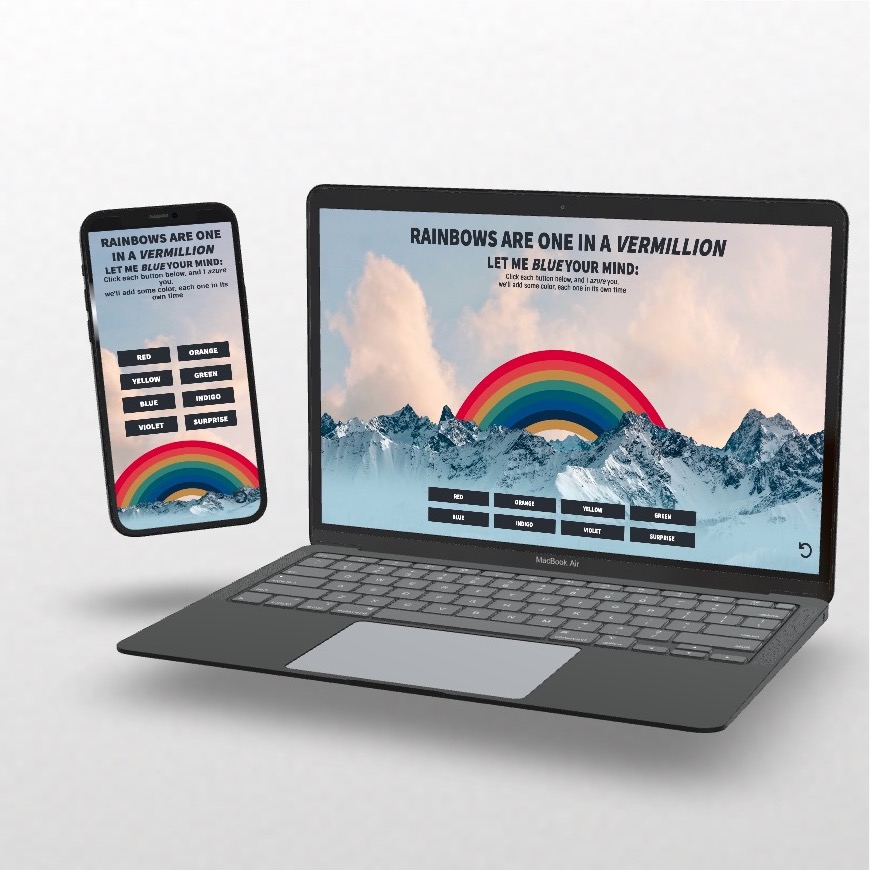 RAINBOWS ARE ONE
IN A VERMILLION
LET ME BLUE YOUR MIND:
Click each button below, and I azure
you,
we'll add some color, each one in its
own time
RED
ORANGE
YELLOW
GREEN
BLUE
INDIGO
VIOLET
SURPRISE
RAINBOWS ARE ONE IN A VERMILLION
LET ME BLUE YOUR MIND:
Click each button below, and I azure you,
we'll add some color, each one in its own time
RED
ORANGE
YELLOW
GREEN
BLUE
INDIGO
VIOLET
SURPRISE
MacBook Air